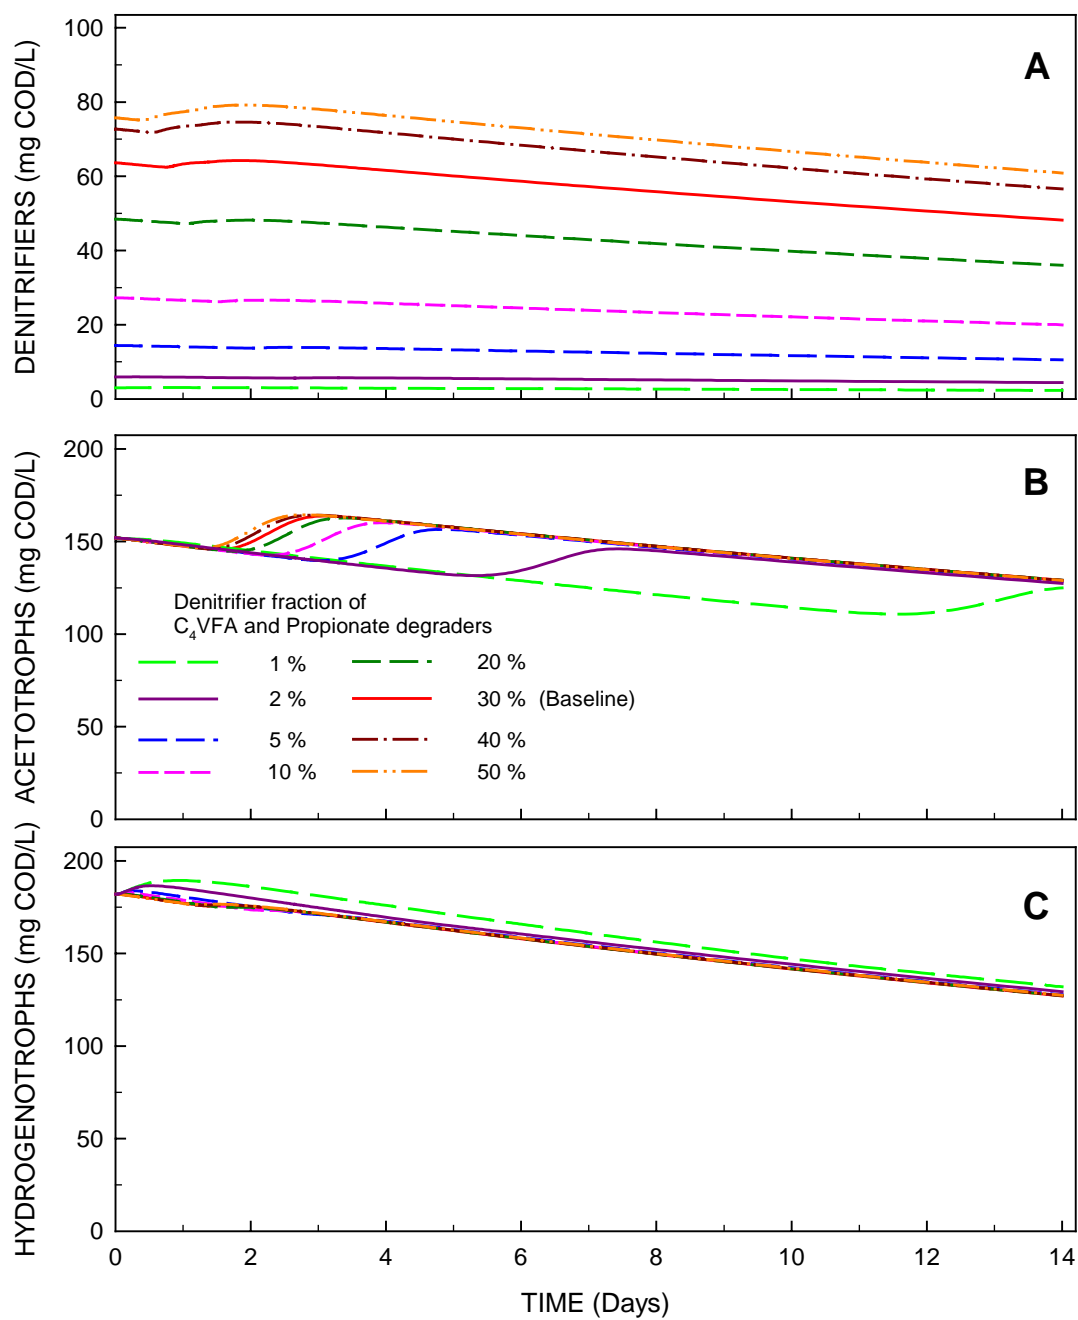 DENITRIFIERS (mg COD/L)
100
80
60
40
20
0
A
ACETOTROPHS (mg COD/L)
200
150
100
50
0
B
Denitrifier fraction of
C₄VFA and Propionate degraders
1 %
20 %
2 %
30 % (Baseline)
5 %
40 %
10 %
50 %
HYDROGENOTROPHS (mg COD/L)
200
150
100
50
0
C
0 2 4 6 8 10 12 14
TIME (Days)